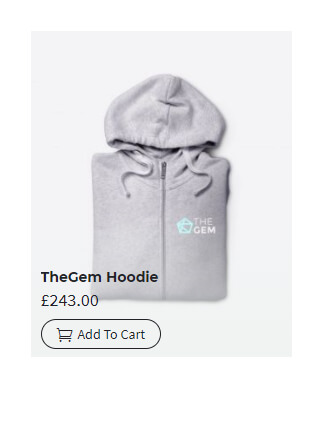 THE
GEM
TheGem Hoodie
£243.00
Add To Cart